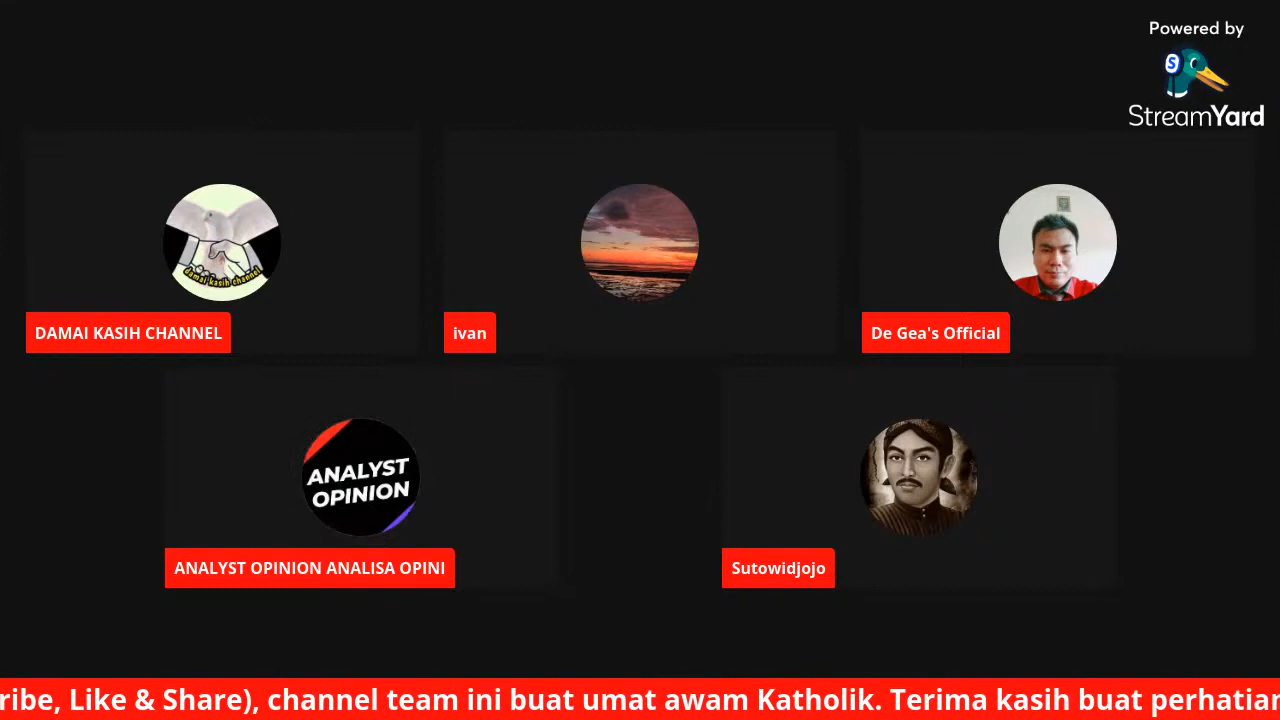 Powered by
S
StreamYard
damai kasih channel
DAMAI KASIH CHANNEL
ivan
De Gea's Official
ANALYST
OPINION
ANALYST OPINION ANALISA OPINI
Sutowidjojo
ribe, Like & Share), channel team ini buat umat awam Katholik. Terima kasih buat perhatian